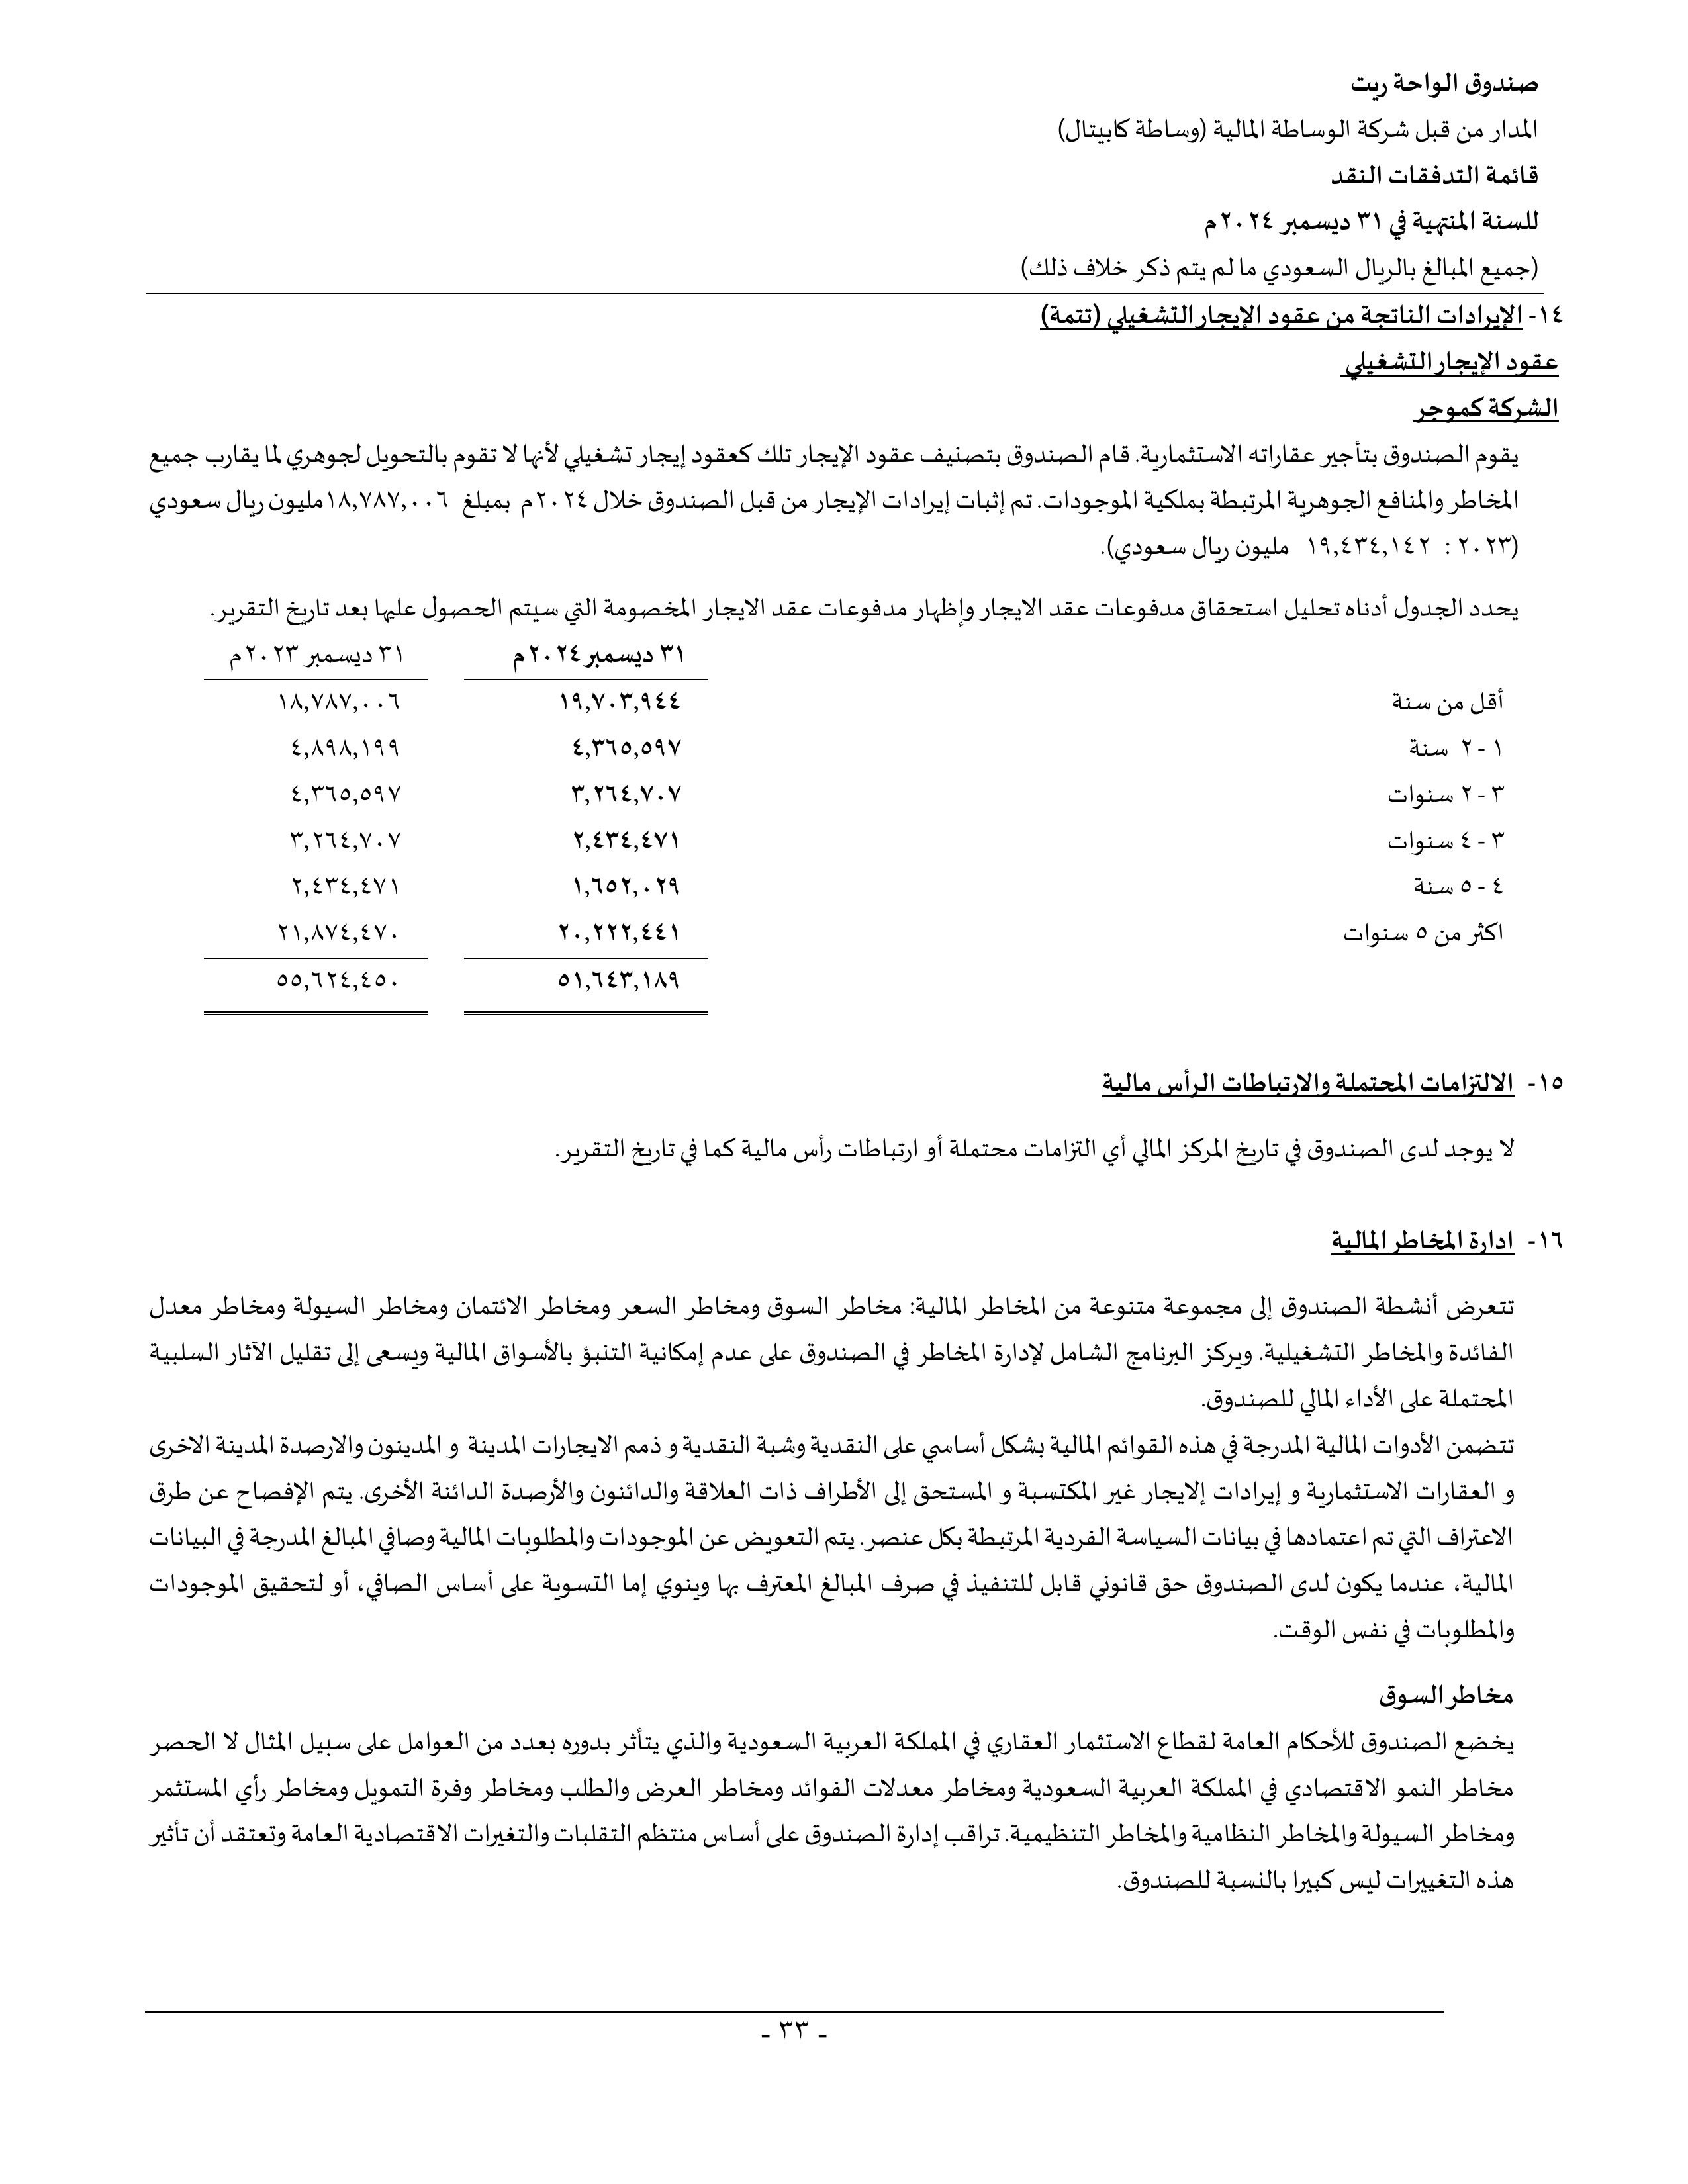 صندوق الواحة ريت
المدار من قبل شركة الوساطة المالية (وساطة كابيتال)
قائمة التدفقات النقد
للسنة المنتهية في ٣١ ديسمبر ٢٠٢٤م
(جميع المبالغ بالريال السعودي ما لم يتم ذكر خلاف ذلك)
١٤- الإيرادات الناتجة من عقود الإيجار التشغيلي (تتمة)
عقود الإيجار التشغيلي
الشركة كموجر
يقوم الصندوق بتأجير عقاراته الاستثمارية. قام الصندوق بتصنيف عقود الإيجار تلك كعقود إيجار تشغيلي لأنها لا تقوم بالتحويل لجوهري لما يقارب جميع
المخاطر والمنافع الجوهرية المرتبطة بملكية الموجودات. تم إثبات إيرادات الإيجار من قبل الصندوق خلال ٢٠٢٤م بمبلغ ١٨,٧٨٧,٠٠٦ مليون ريال سعودي
(٢٠٢٣ : ١٩,٤٣٤,١٤٢ مليون ريال سعودي).
يحدد الجدول أدناه تحليل استحقاق مدفوعات عقد الايجار وإظهار مدفوعات عقد الايجار المخصومة التي سيتم الحصول عليها بعد تاريخ التقرير.
٣١ ديسمبر ٢٠٢٤م ٣١ ديسمبر ٢٠٢٣م
أقل من سنة ١٩,٧٠٣,٩٤٤ ١٨,٧٨٧,٠٠٦
١ - ٢ سنة ٤,٣٦٥,٥٩٧ ٤,٨٩٨,١٩٩
٣ - ٢ سنوات ٣,٢٦٤,٧٠٧ ٤,٣٦٥,٥٩٧
٣ - ٤ سنوات ٢,٤٣٤,٤٧١ ٣,٢٦٤,٧٠٧
٤ - ٥ سنة ١,٦٥٢,٠٢٩ ٢,٤٣٤,٤٧١
اكثر من ٥ سنوات ٢٠,٢٢٢,٤٤١ ٢١,٨٧٤,٤٧٠
٥١,٦٤٣,١٨٩ ٥٥,٦٢٤,٤٥٠
١٥- الالتزامات المحتملة والارتباطات الرأس مالية
لا يوجد لدى الصندوق في تاريخ المركز المالي أي التزامات محتملة أو ارتباطات رأس مالية كما في تاريخ التقرير.
١٦- ادارة المخاطر المالية
تتعرض أنشطة الصندوق إلى مجموعة متنوعة من المخاطر المالية: مخاطر السوق ومخاطر السعر ومخاطر الائتمان ومخاطر السيولة ومخاطر معدل
الفائدة والمخاطر التشغيلية. ويركز البرنامج الشامل لإدارة المخاطر في الصندوق على عدم إمكانية التنبؤ بالأسواق المالية ويسعى إلى تقليل الآثار السلبية
المحتملة على الأداء المالي للصندوق.
تتضمن الأدوات المالية المدرجة في هذه القوائم المالية بشكل أساسي على النقدية وشبة النقدية و ذمم الايجارات المدينة و المدينون والارصدة المدينة الاخرى
و العقارات الاستثمارية و إيرادات إلايجار غير المكتسبة و المستحق إلى الأطراف ذات العلاقة والدائنون والأرصدة الدائنة الأخرى. يتم الإفصاح عن طرق
الاعتراف التي تم اعتمادها في بيانات السياسة الفردية المرتبطة بكل عنصر. يتم التعويض عن الموجودات والمطلوبات المالية وصافي المبالغ المدرجة في البيانات
المالية، عندما يكون لدى الصندوق حق قانوني قابل للتنفيذ في صرف المبالغ المعترف بها وينوي إما التسوية على أساس الصافي، أو لتحقيق الموجودات
والمطلوبات في نفس الوقت.
مخاطر السوق
يخضع الصندوق للأحكام العامة لقطاع الاستثمار العقاري في المملكة العربية السعودية والذي يتأثر بدوره بعدد من العوامل على سبيل المثال لا الحصر
مخاطر النمو الاقتصادي في المملكة العربية السعودية ومخاطر معدلات الفوائد ومخاطر العرض والطلب ومخاطر وفرة التمويل ومخاطر رأي المستثمر
ومخاطر السيولة والمخاطر النظامية والمخاطر التنظيمية. تراقب إدارة الصندوق على أساس منتظم التقلبات والتغيرات الاقتصادية العامة وتعتقد أن تأثير
هذه التغييرات ليس كبيرا بالنسبة للصندوق.
- ٣٣ -